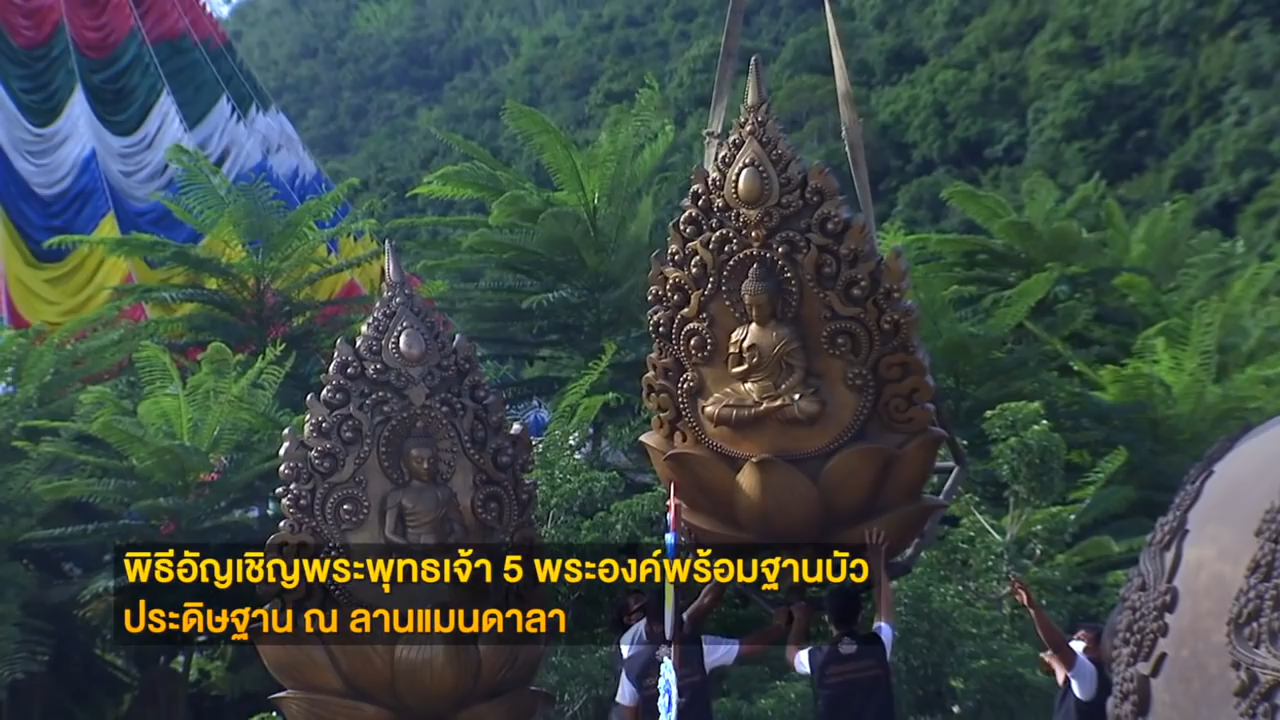 พิธีอัญเชิญพระพุทธเจ้า 5 พระองค์พร้อมฐานบัว
ประดิษฐาน ณ ลานแมนดาลา